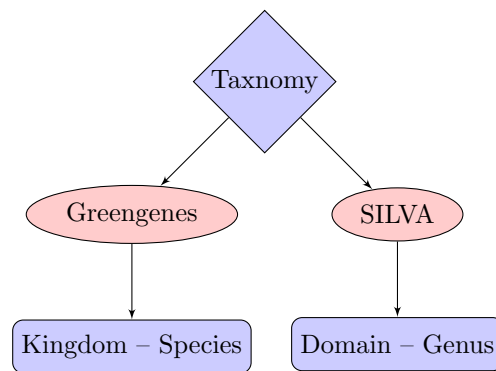 Taxnomy
Greengenes
SILVA
Kingdom – Species
Domain – Genus